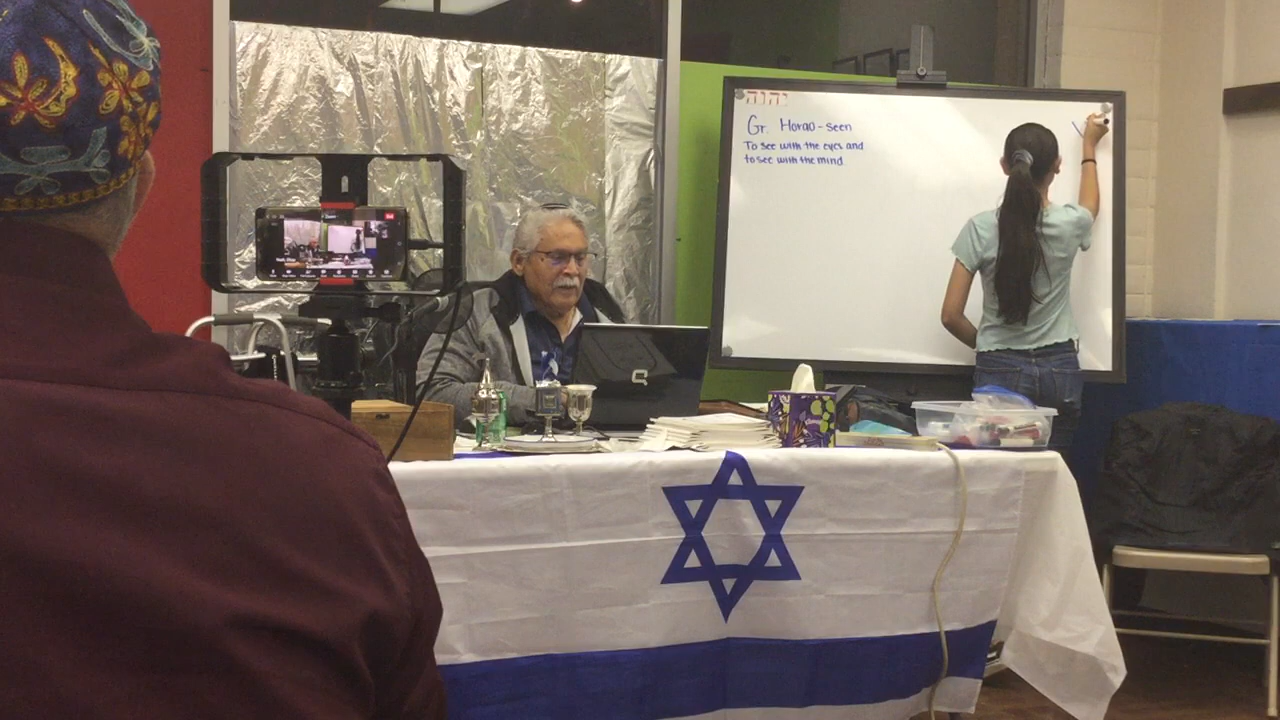 יהוה
Gr. Horao - seen
To see with the eyes and
to see with the mind